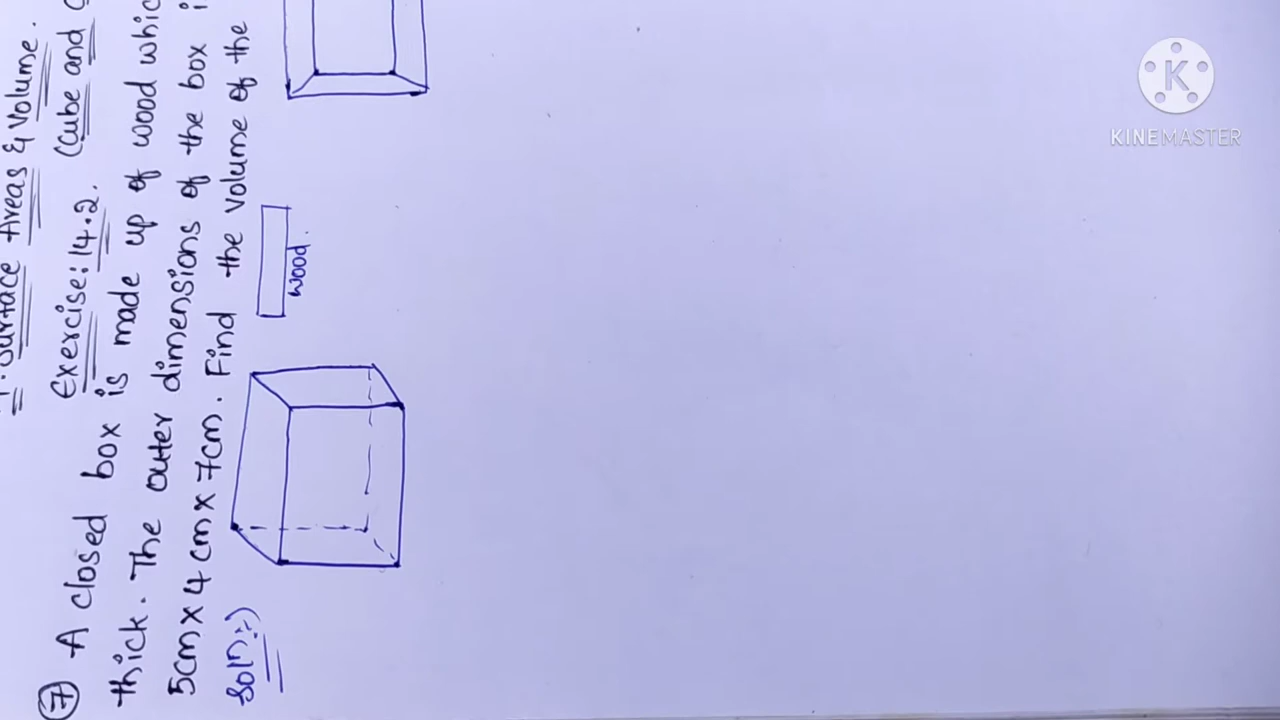 Surface Areas & Volume.
Exercise: 14.2. (Cube and
7 A closed box is made up of wood
thick. The outer dimensions of the box
5cm x 4cm x 7cm. Find the volume of the
Soln:-)
wood.
K
KINEMASTER